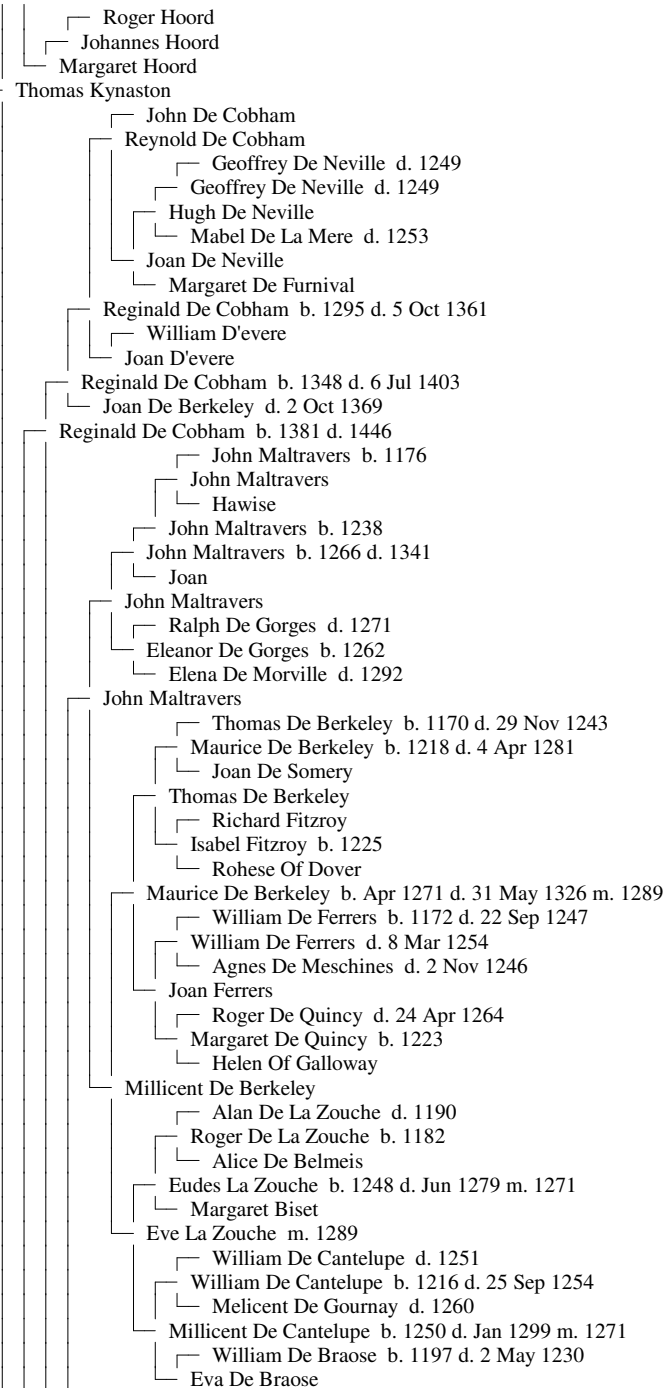 Roger Hoord
Johannes Hoord
Margaret Hoord
Thomas Kynaston
John De Cobham
Reynold De Cobham
Geoffrey De Neville d. 1249
Geoffrey De Neville d. 1249
Hugh De Neville
Mabel De La Mere d. 1253
Joan De Neville
Margaret De Furnival
Reginald De Cobham b. 1295 d. 5 Oct 1361
William D'evere
Joan D'evere
Reginald De Cobham b. 1348 d. 6 Jul 1403
Joan De Berkeley d. 2 Oct 1369
Reginald De Cobham b. 1381 d. 1446
John Maltravers b. 1176
John Maltravers
Hawise
John Maltravers b. 1238
John Maltravers b. 1266 d. 1341
Joan
John Maltravers
Ralph De Gorges d. 1271
Eleanor De Gorges b. 1262
Elena De Morville d. 1292
John Maltravers
Thomas De Berkeley b. 1170 d. 29 Nov 1243
Maurice De Berkeley b. 1218 d. 4 Apr 1281
Joan De Somery
Thomas De Berkeley
Richard Fitzroy
Isabel Fitzroy b. 1225
Rohese Of Dover
Maurice De Berkeley b. Apr 1271 d. 31 May 1326 m. 1289
William De Ferrers b. 1172 d. 22 Sep 1247
William De Ferrers d. 8 Mar 1254
Agnes De Meschines d. 2 Nov 1246
Joan Ferrers
Roger De Quincy d. 24 Apr 1264
Margaret De Quincy b. 1223
Helen Of Galloway
Millicent De Berkeley
Alan De La Zouche d. 1190
Roger De La Zouche b. 1182
Alice De Belmeis
Eudes La Zouche b. 1248 d. Jun 1279 m. 1271
Margaret Biset
Eve La Zouche m. 1289
William De Cantelupe d. 1251
William De Cantelupe b. 1216 d. 25 Sep 1254
Melicent De Gournay d. 1260
Millicent De Cantelupe b. 1250 d. Jan 1299 m. 1271
William De Braose b. 1197 d. 2 May 1230
Eva De Braose